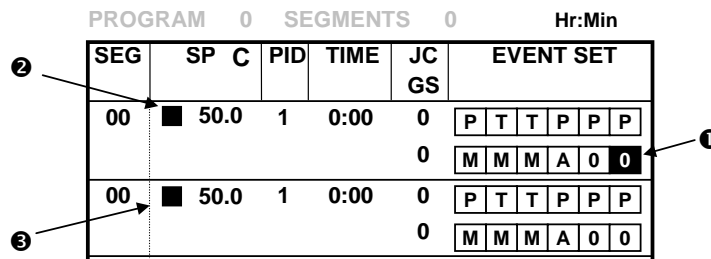 PROGRAM 0 SEGMENTS 0 Hr:Min
SEG SP C PID TIME JC EVENT SET
GS
❷
00 50.0 1 0:00 0 P T T P P P
0 M M M A 0 0
❶
00 50.0 1 0:00 0 P T T P P P
0 M M M A 0 0
❸